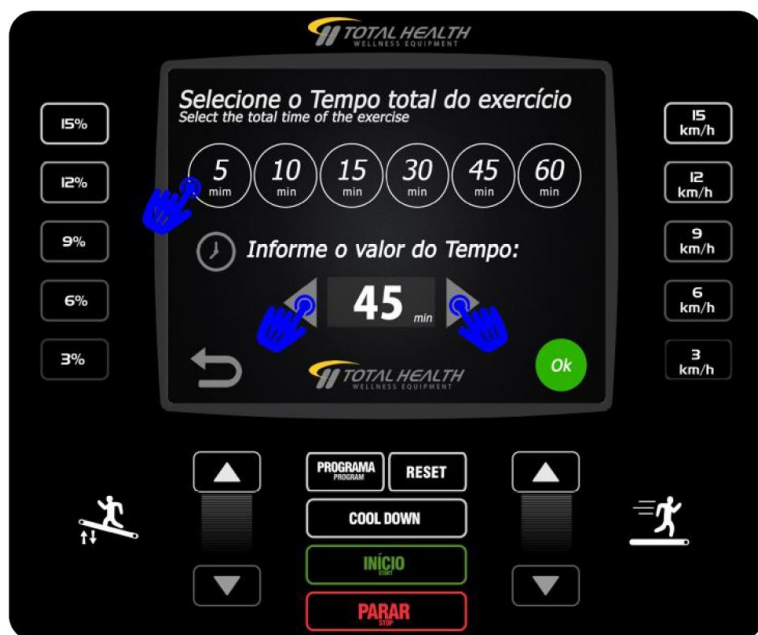 TOTAL HEALTH
WELLNESS EQUIPMENT
Selecione o Tempo total do exercício
Select the total time of the exercise
5 mim
10 min
15 min
30 min
45 min
60 min
Informe o valor do Tempo:
45 min
TOTAL HEALTH
WELLNESS EQUIPMENT
Ok
15%
12%
9%
6%
3%
15 km/h
12 km/h
9 km/h
6 km/h
3 km/h
PROGRAMA
PROGRAM
RESET
COOL DOWN
INÍCIO
START
PARAR
STOP